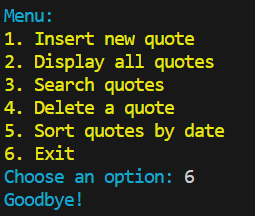 Menu:
1. Insert new quote
2. Display all quotes
3. Search quotes
4. Delete a quote
5. Sort quotes by date
6. Exit
Choose an option: 6
Goodbye!